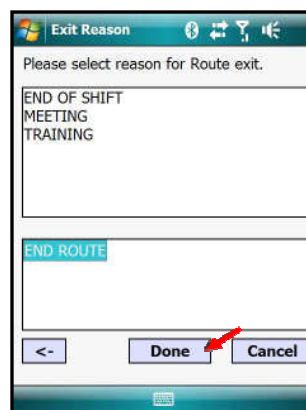 Exit Reason
Please select reason for Route exit.
END OF SHIFT
MEETING
TRAINING
END ROUTE
<- Done Cancel